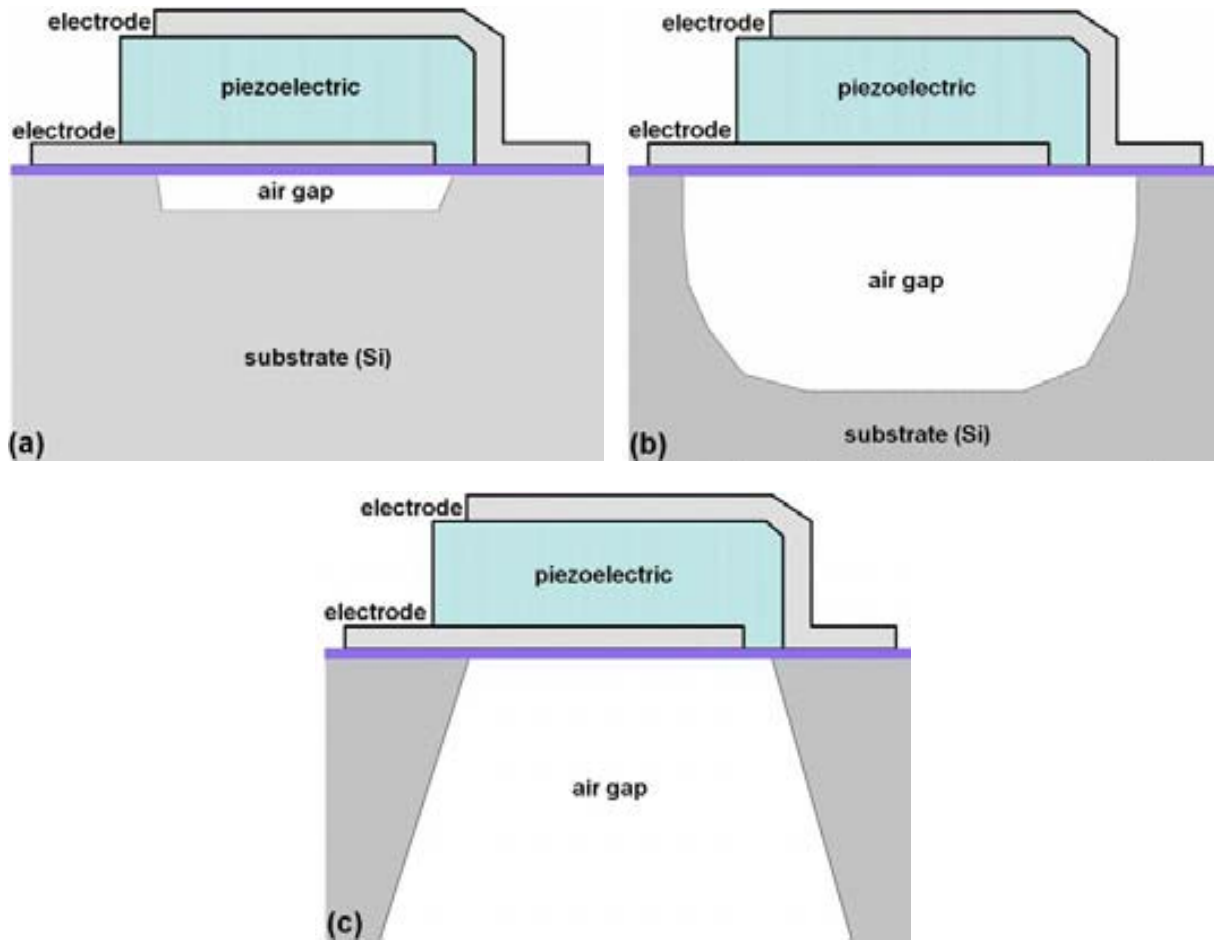 electrode
piezoelectric
electrode
air gap
substrate (Si)
(a)
electrode
piezoelectric
electrode
air gap
substrate (Si)
(b)
electrode
piezoelectric
electrode
air gap
(c)